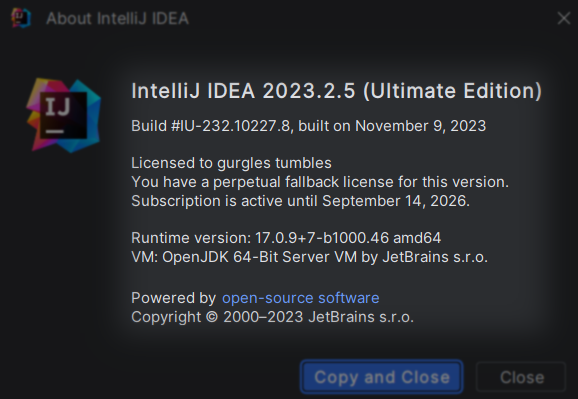 About IntelliJ IDEA
IJ
IntelliJ IDEA 2023.2.5 (Ultimate Edition)
Build #IU-232.10227.8, built on November 9, 2023
Licensed to gurgles tumbles
You have a perpetual fallback license for this version.
Subscription is active until September 14, 2026.
Runtime version: 17.0.9+7-b1000.46 amd64
VM: OpenJDK 64-Bit Server VM by JetBrains s.r.o.
Powered by open-source software
Copyright © 2000–2023 JetBrains s.r.o.
Copy and Close
Close